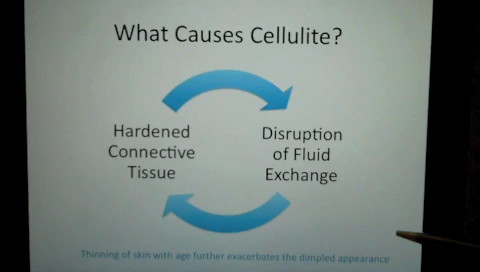 What Causes Cellulite?
Hardened
Connective
Tissue
Disruption
of Fluid
Exchange
Thinning of skin with age further exacerbates the dimpled appearance